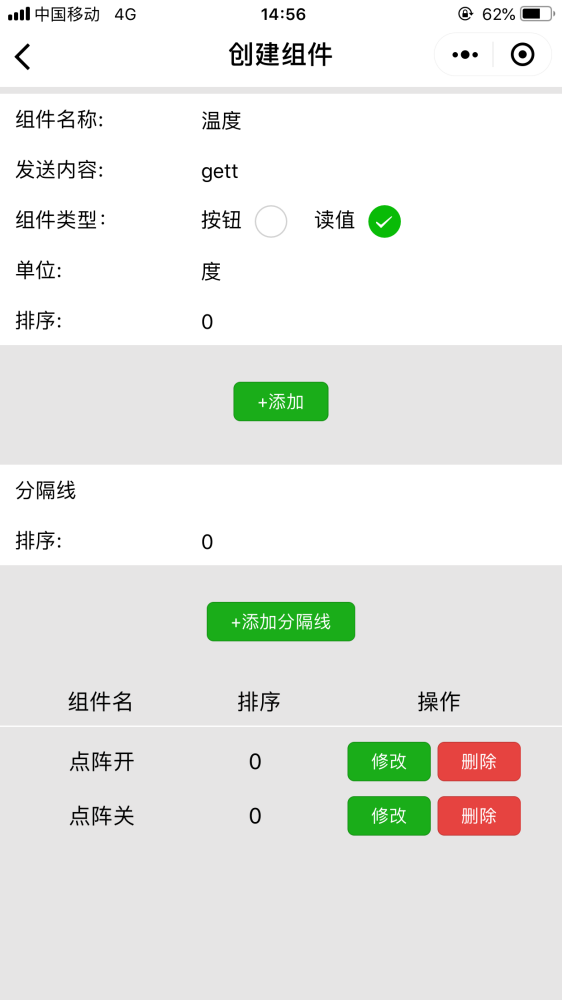 中国移动 4G 14:56 62%
创建组件
组件名称: 温度
发送内容: gett
组件类型: 按钮 读值
单位: 度
排序: 0
+添加
分隔线
排序: 0
+添加分隔线
组件名 排序 操作
点阵开 0 修改 删除
点阵关 0 修改 删除